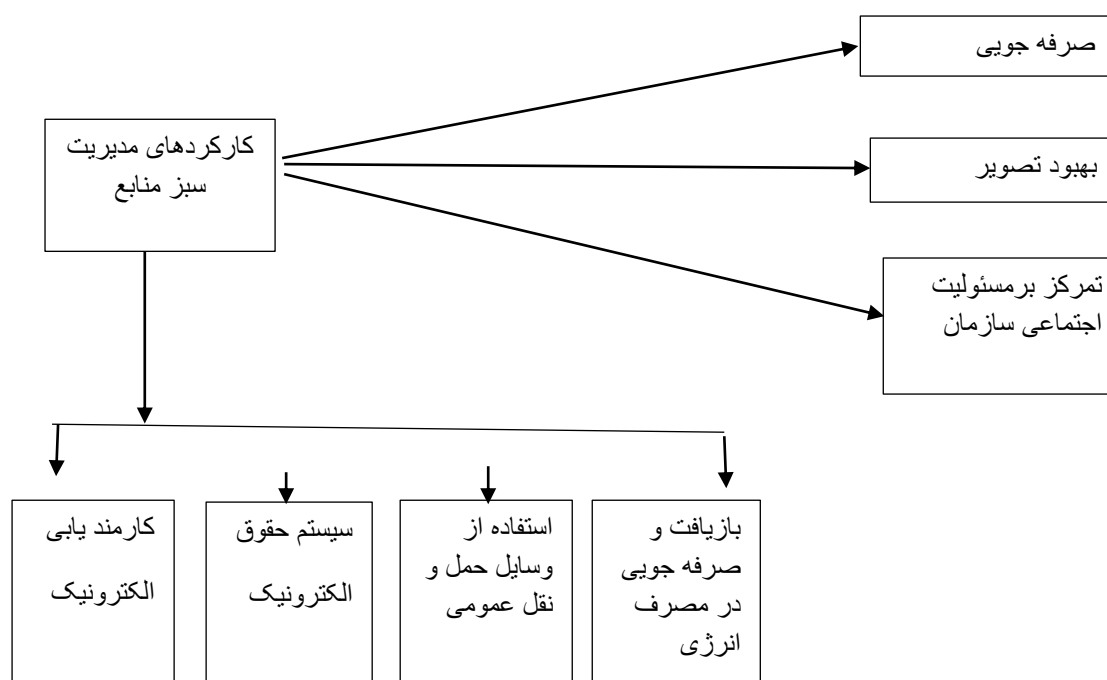 صرفه جویی
کارکردهای مدیریت
سبز منابع
بهبود تصویر
تمرکز برمسئولیت
اجتماعی سازمان
بازیافت و
صرفه جویی
در مصرف
انرژی
استفاده از
وسایل حمل و
نقل عمومی
سیستم حقوق
الکترونیک
کارمند یابی
الکترونیک